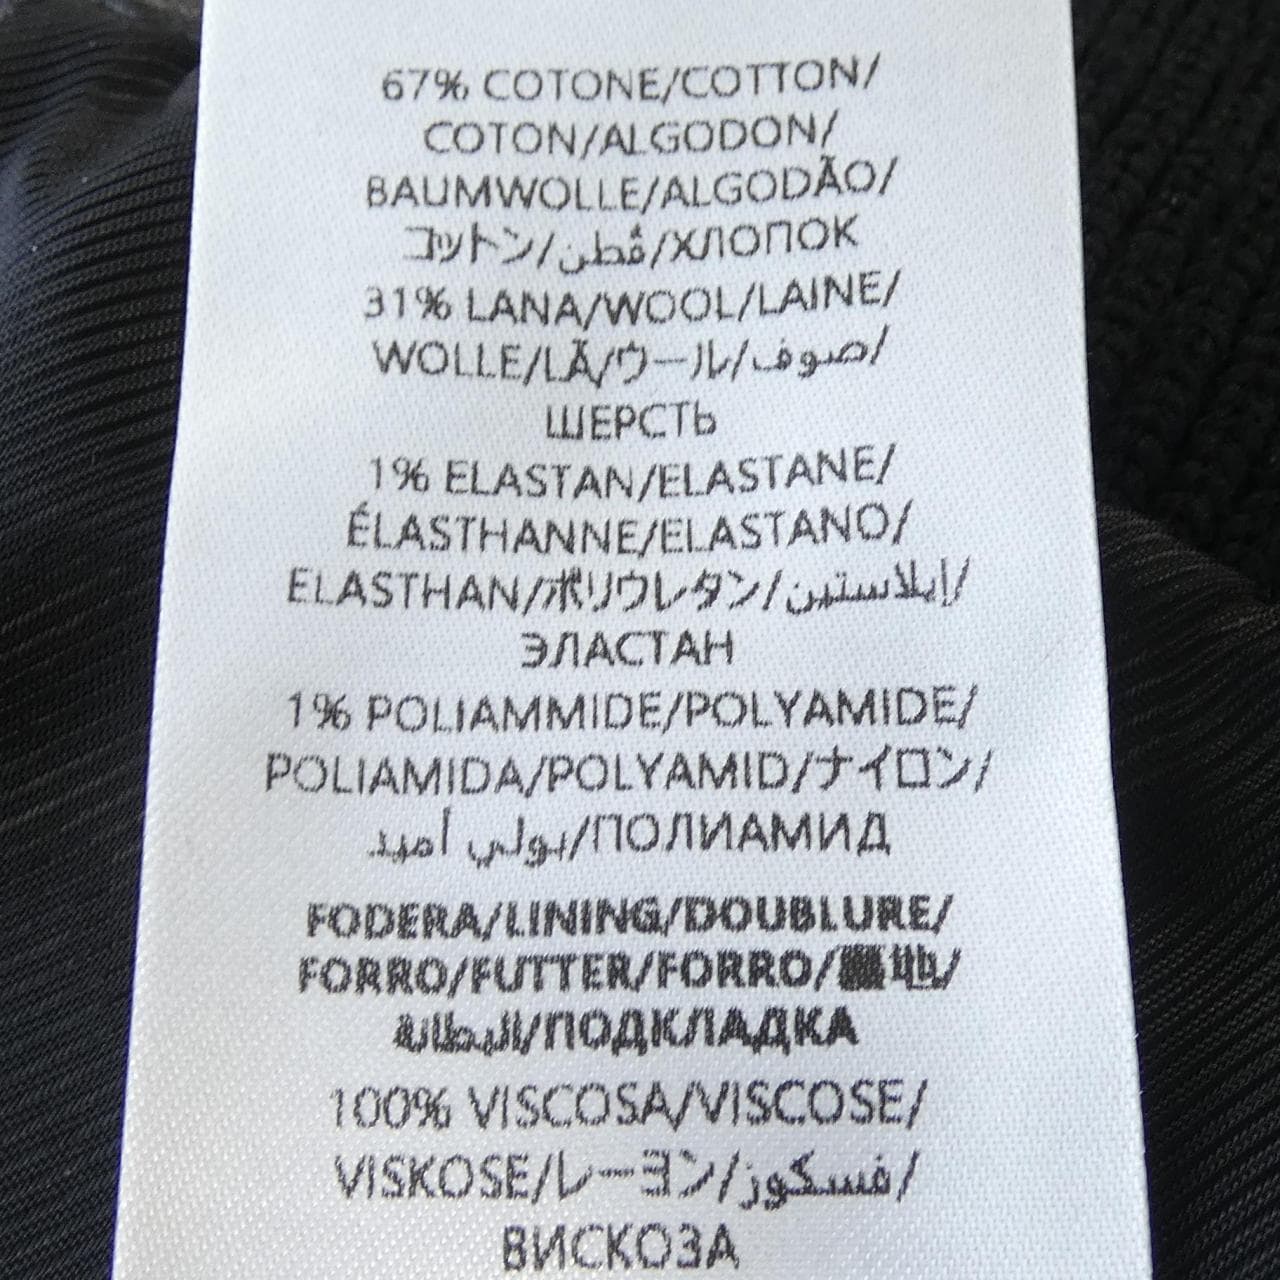 67% COTONE/COTTON/
COTON/ALGODON/
BAUMWOLLE/ALGODÃO/
コットン/قُطن/ХЛОПОК
31% LANA/WOOL/LAINE/
WOLLE/LÃ/ウール/صوف/
ШЕРСТЬ
1% ELASTAN/ELASTANE/
ÉLASTHANNE/ELASTANO/
ELASTHAN/ポリウレタン/إيلاستين/
ЭЛАСТАН
1% POLIAMMIDE/POLYAMIDE/
POLIAMIDA/POLYAMID/ナイロン/
بولي أميد/ПОЛИАМИД
FODERA/LINING/DOUBLURE/
FORRO/FUTTER/FORRO/裏地/
البطانة/ПОДКЛАДКА
100% VISCOSA/VISCOSE/
VISKOSE/レーヨン/فسكوز/
ВИСКОЗА